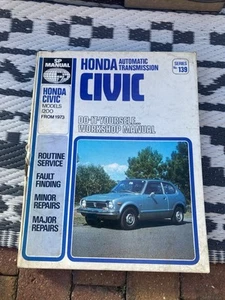 SP MANUAL
HONDA
CIVIC
MODELS
1200
FROM 1973
ROUTINE
SERVICE
FAULT
FINDING
MINOR
REPAIRS
MAJOR
REPAIRS
HONDA AUTOMATIC
TRANSMISSION
SERIES
No. 139
CIVIC
DO-IT-YOURSELF...
WORKSHOP MANUAL